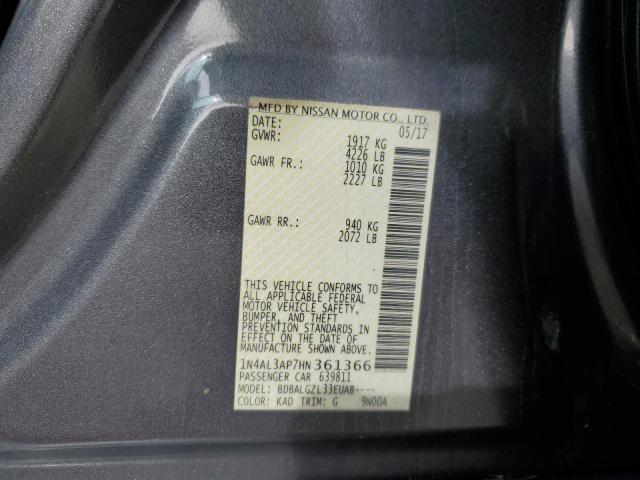 MFD BY NISSAN MOTOR CO., LTD.
DATE: 05/17
GVWR: 1917 KG
4226 LB
GAWR FR.: 1010 KG
2227 LB
GAWR RR.: 940 KG
2072 LB
THIS VEHICLE CONFORMS TO
ALL APPLICABLE FEDERAL
MOTOR VEHICLE SAFETY,
BUMPER, AND THEFT
PREVENTION STANDARDS IN
EFFECT ON THE DATE OF
MANUFACTURE SHOWN ABOVE.
1N4AL3AP7HN361366
PASSENGER CAR 639811
MODEL: BDBALGZL33EUAB----
COLOR: KAD TRIM: G 9N00A